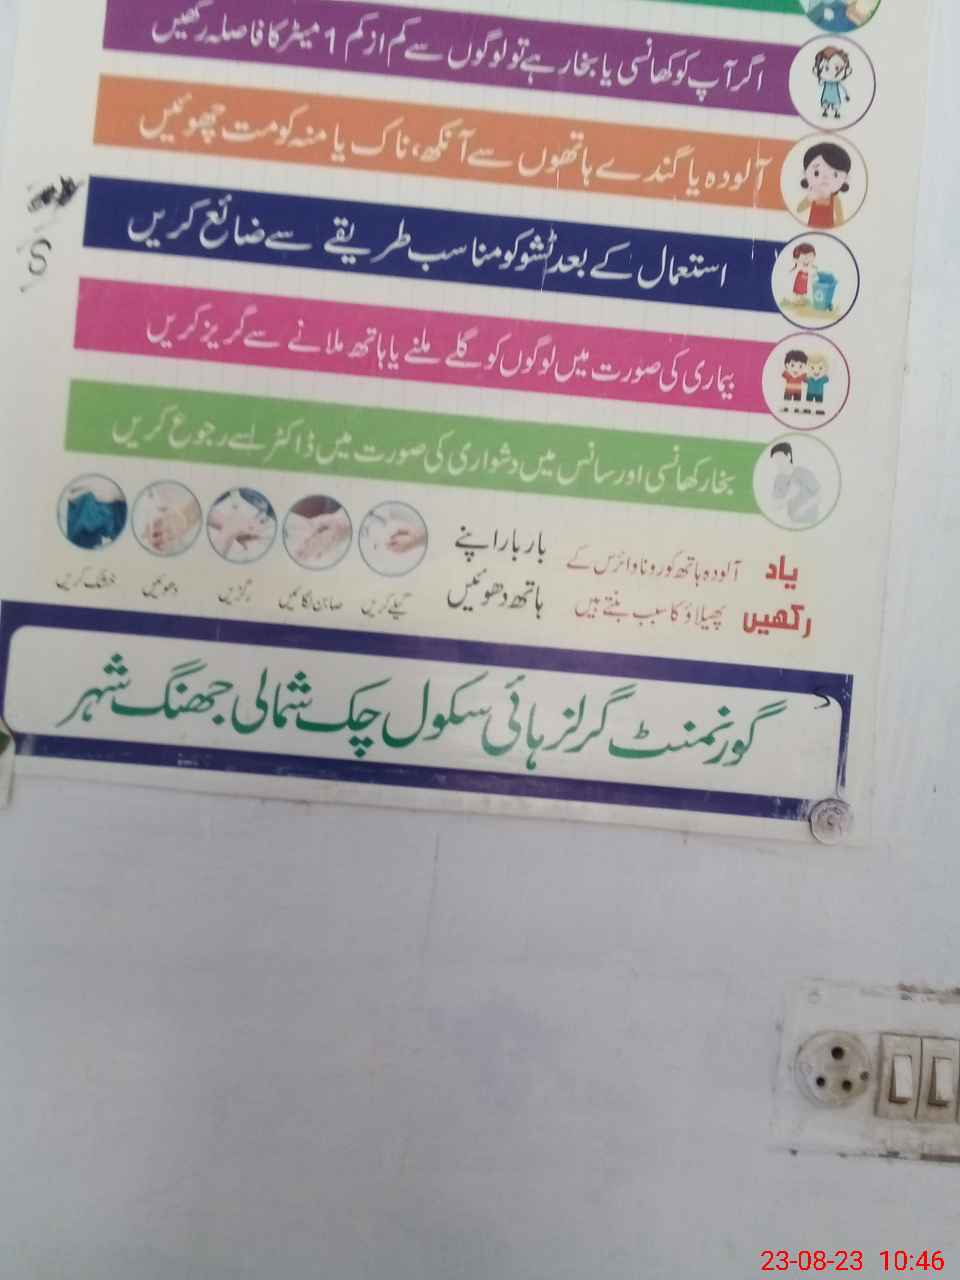 اگر آپ کو کھانسی یا بخار ہے تو لوگوں سے کم از کم 1 میٹر کا فاصلہ رکھیں
آلودہ یا گندے ہاتھوں سے آنکھ، ناک یا منہ کو مت چھوئیں
استعمال کے بعد ٹشو کو مناسب طریقے سے ضائع کریں
بیماری کی صورت میں لوگوں کو گلے ملنے یا ہاتھ ملانے سے گریز کریں
بخار کھانسی اور سانس میں دشواری کی صورت میں ڈاکٹر سے رجوع کریں
یاد رکھیں
آلودہ ہاتھ کورونا وائرس کے
پھیلاؤ کا سبب بنتے ہیں
بار بار اپنے
ہاتھ دھوئیں
گیلے کریں
صابن لگائیں
رگڑیں
دھوئیں
خشک کریں
گورنمنٹ گرلز ہائی سکول چک شمالی جھنگ شہر
S
23-08-23 10:46